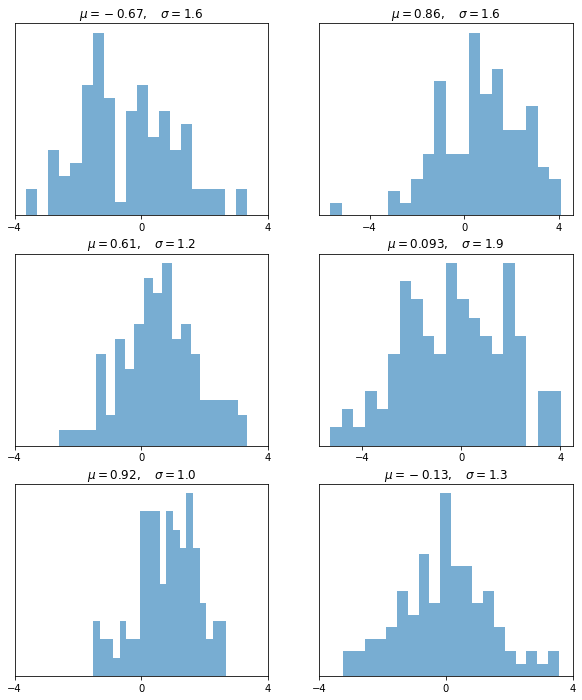 μ = −0.67, σ = 1.6
μ = 0.86, σ = 1.6
−4 0 4
−4 0 4
μ = 0.61, σ = 1.2
μ = 0.093, σ = 1.9
−4 0 4
−4 0 4
μ = 0.92, σ = 1.0
μ = −0.13, σ = 1.3
−4 0 4
−4 0 4